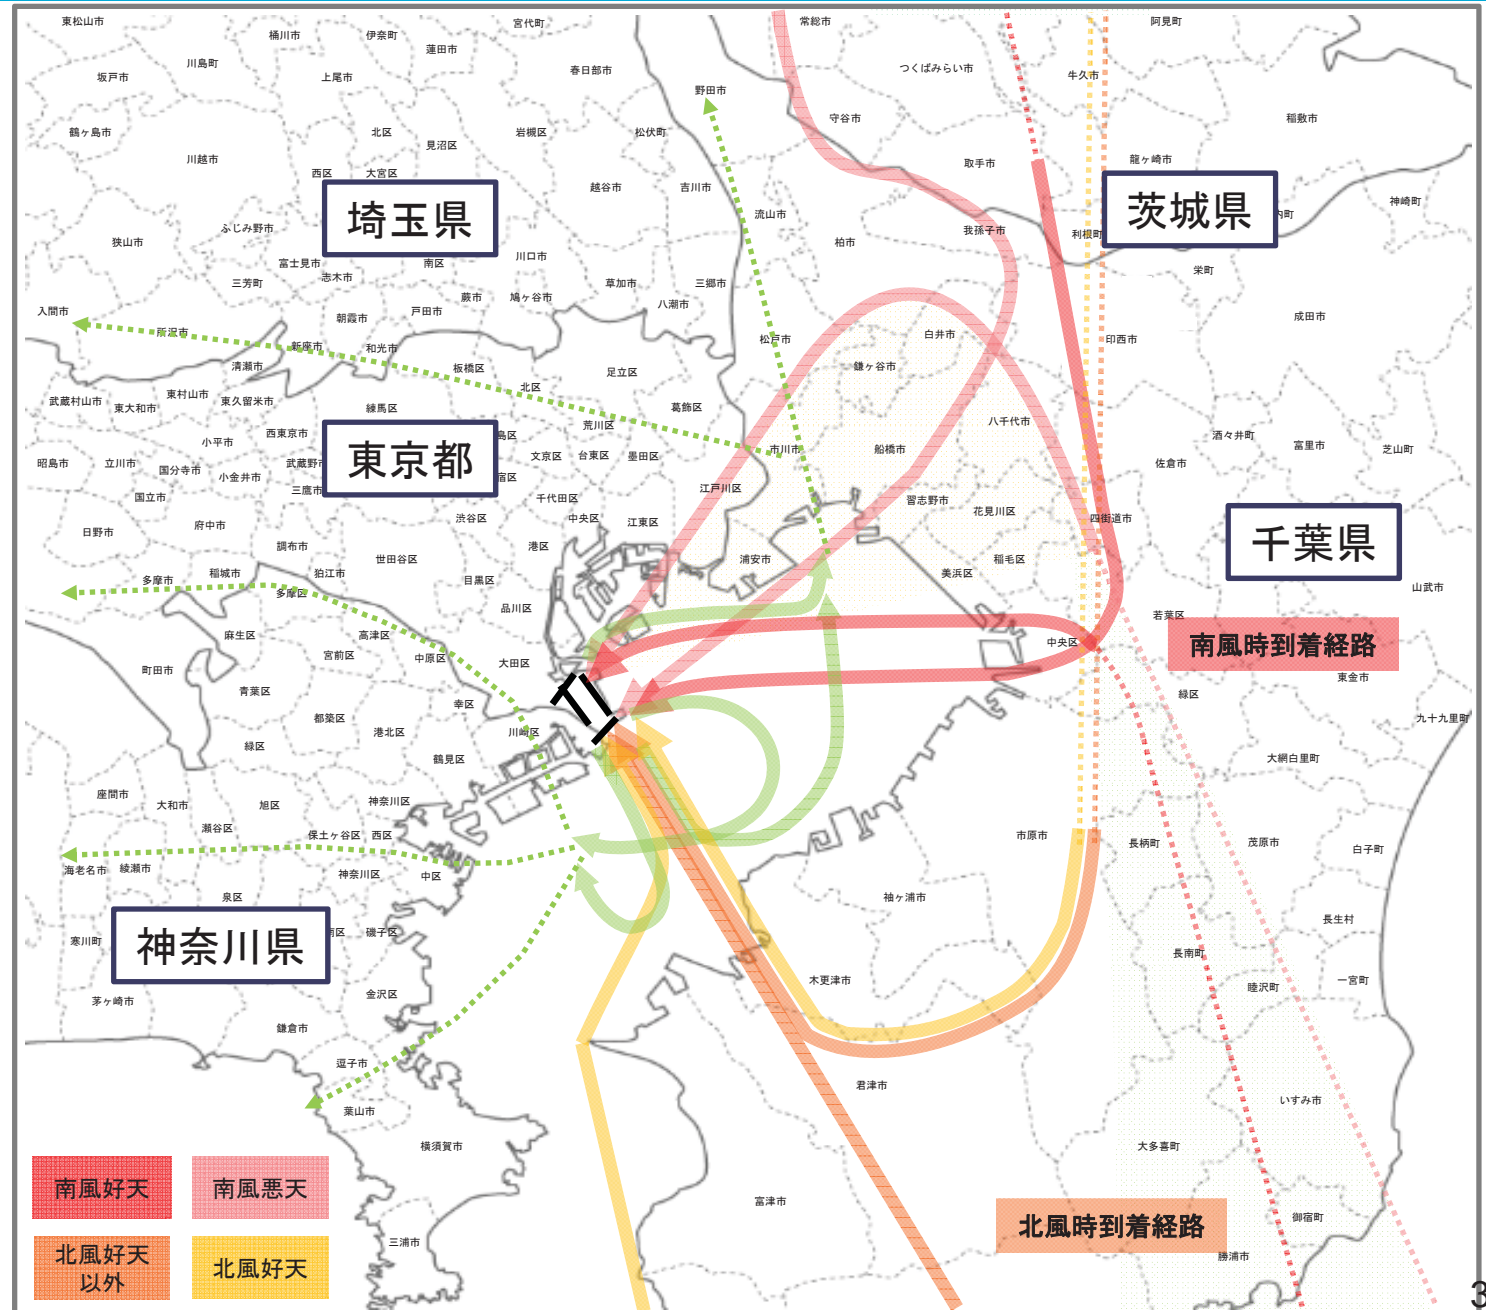 東松山市
桶川市
伊奈町
宮代町
蓮田市
常総市
阿見町
川島町
坂戸市
上尾市
春日部市
つくばみらい市
牛久市
野田市
鶴ヶ島市
北区
見沼区
岩槻区
松伏町
守谷市
稲敷市
川越市
西区
大宮区
越谷市
吉川市
取手市
龍ヶ崎市
埼玉県
茨城県
内町
神崎町
狭山市
ふじみ野市
流山市
柏市
我孫子市
利根町
富士見市
志木市
南区
川口市
栄町
三芳町
蕨市
鳩ヶ谷市
草加市
八潮市
三郷市
入間市
所沢市
新座市
朝霞市
和光市
戸田市
成田市
松戸市
白井市
印西市
鎌ヶ谷市
清瀬市
板橋区
北区
足立区
武蔵村山市
東大和市
東村山市
東久留米市
練馬区
葛飾区
荒川区
八千代市
小平市
西東京市
東京都
島区
市川市
船橋市
酒々井町
富里市
芝山町
昭島市
立川市
国分寺市
小金井市
武蔵野市
三鷹市
宿区
文京区
台東区
墨田区
佐倉市
国立市
千代田区
江戸川区
習志野市
花見川区
四街道市
日野市
府中市
調布市
渋谷区
中央区
江東区
千葉県
多摩市
稲城市
狛江市
世田谷区
港区
浦安市
美浜区
稲毛区
多摩区
目黒区
品川区
若葉区
山武市
麻生区
高津区
宮前区
中原区
大田区
中央区
南風時到着経路
東金市
町田市
青葉区
幸区
緑区
都築区
港北区
川崎区
九十九里町
緑区
鶴見区
大網白里町
座間市
大和市
旭区
神奈川区
瀬谷区
保土ヶ谷区
西区
市原市
長柄町
茂原市
白子町
海老名市
綾瀬市
神奈川区
中区
泉区
袖ヶ浦市
長生村
寒川町
神奈川県
南区
磯子区
長南町
睦沢町
一宮町
茅ヶ崎市
金沢区
木更津市
鎌倉市
逗子市
君津市
葉山市
いすみ市
横須賀市
大多喜町
南風好天
南風悪天
富津市
北風時到着経路
御宿町
三浦市
勝浦市
北風好天
以外
北風好天
3